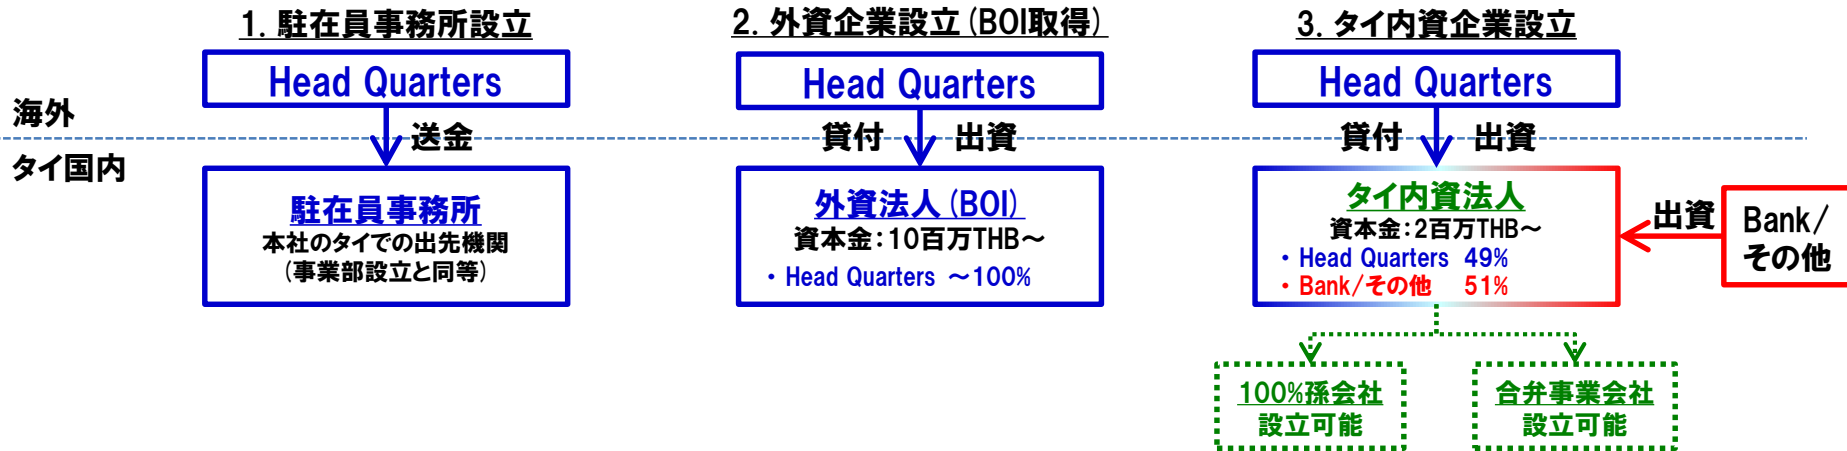 1. 駐在員事務所設立
Head Quarters
海外
送金
タイ国内
駐在員事務所
本社のタイでの出先機関
(事業部設立と同等)
2. 外資企業設立(BOI取得)
Head Quarters
貸付 出資
外資法人(BOI)
資本金:10百万THB~
・Head Quarters ~100%
3. タイ内資企業設立
Head Quarters
貸付 出資
タイ内資法人
資本金:2百万THB~
・Head Quarters 49%
・Bank/その他 51%
出資
Bank/
その他
100%孫会社
設立可能
合弁事業会社
設立可能